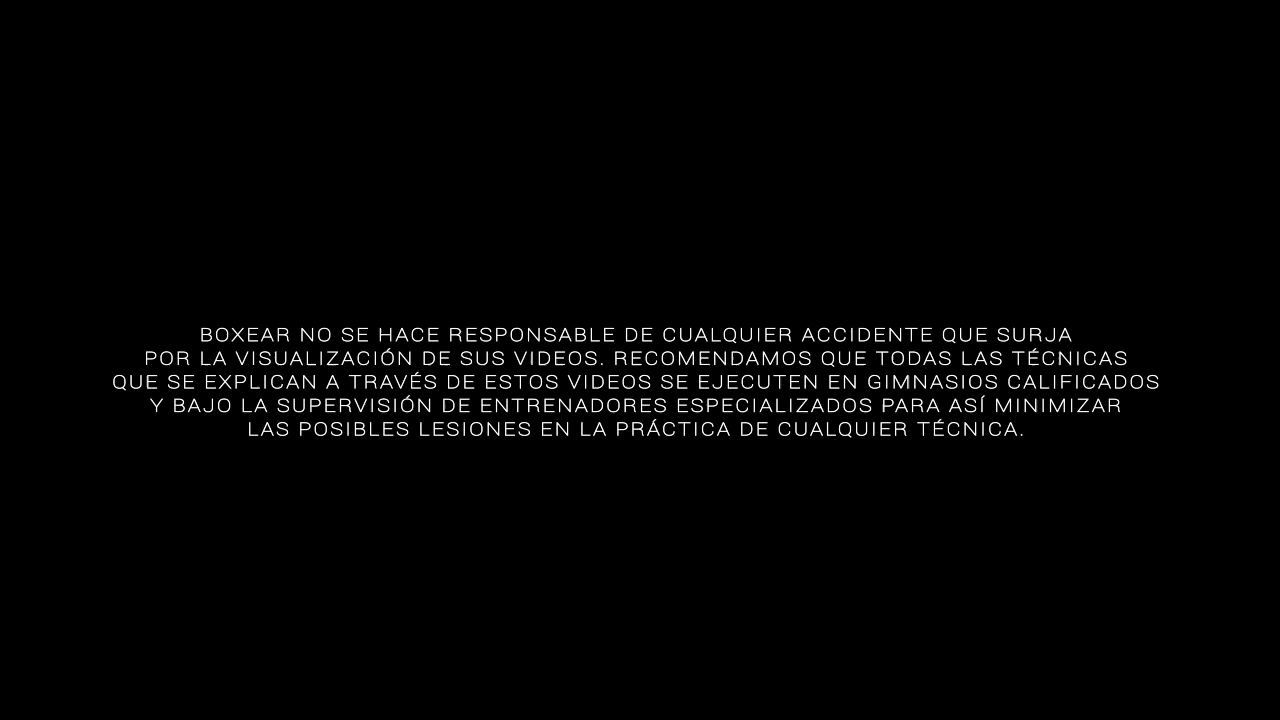 BOXEAR NO SE HACE RESPONSABLE DE CUALQUIER ACCIDENTE QUE SURJA
POR LA VISUALIZACIÓN DE SUS VIDEOS. RECOMENDAMOS QUE TODAS LAS TÉCNICAS
QUE SE EXPLICAN A TRAVÉS DE ESTOS VIDEOS SE EJECUTEN EN GIMNASIOS CALIFICADOS
Y BAJO LA SUPERVISIÓN DE ENTRENADORES ESPECIALIZADOS PARA ASÍ MINIMIZAR
LAS POSIBLES LESIONES EN LA PRÁCTICA DE CUALQUIER TÉCNICA.